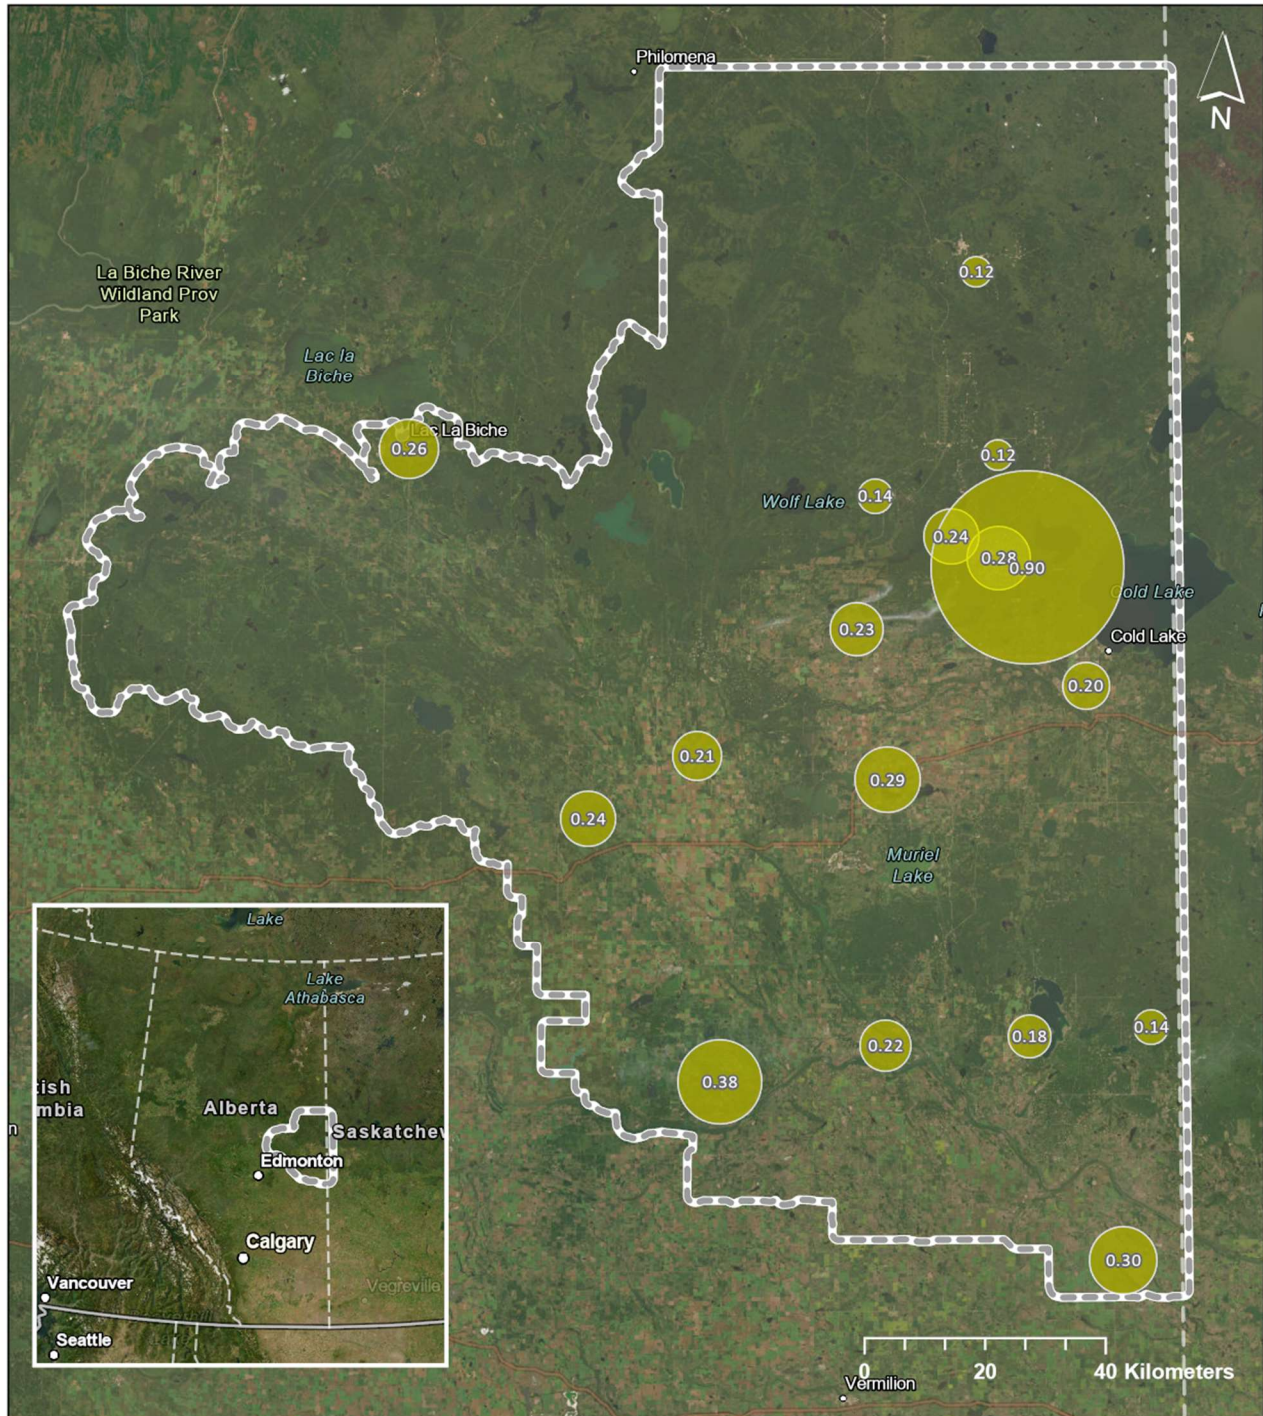 Philomena
N
La Biche River
Wildland Prov
Park
0.12
Lac la
Biche
Lac La Biche
0.26
0.12
Wolf Lake
0.14
0.24
0.28
0.90
Cold Lake
0.23
Cold Lake
0.20
0.21
0.29
0.24
Muriel
Lake
Lake
Lake
Athabasca
0.14
0.18
0.22
0.38
tish
mbia
Alberta
Saskatchew
n
Edmonton
Calgary
0.30
Vancouver
Vegreville
Seattle
0 20 40 Kilometers
Vermilion